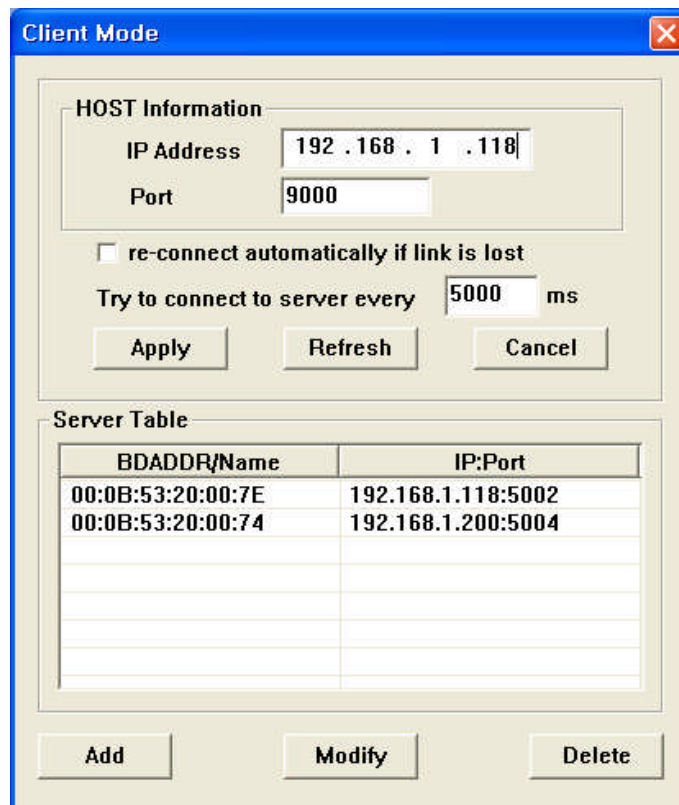 Client Mode
HOST Information
IP Address 192 .168 . 1 .118
Port 9000
re-connect automatically if link is lost
Try to connect to server every 5000 ms
Apply Refresh Cancel
Server Table
BDADDR/Name IP:Port
00:0B:53:20:00:7E 192.168.1.118:5002
00:0B:53:20:00:74 192.168.1.200:5004
Add Modify Delete